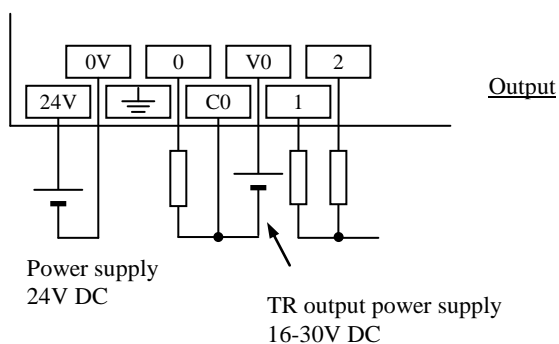 0V 0 V0 2
24V C0 1
Output
Power supply
24V DC
TR output power supply
16-30V DC